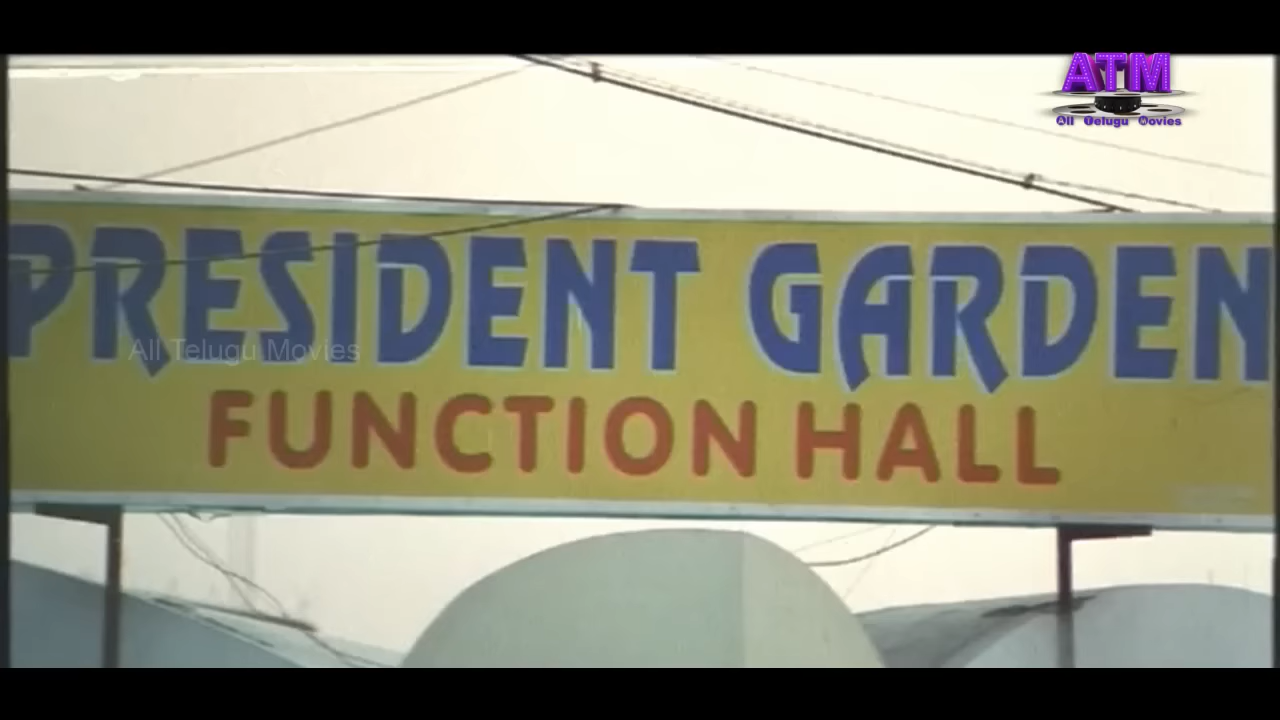 ATM
All Telugu Movies
PRESIDENT GARDEN
All Telugu Movies
FUNCTION HALL